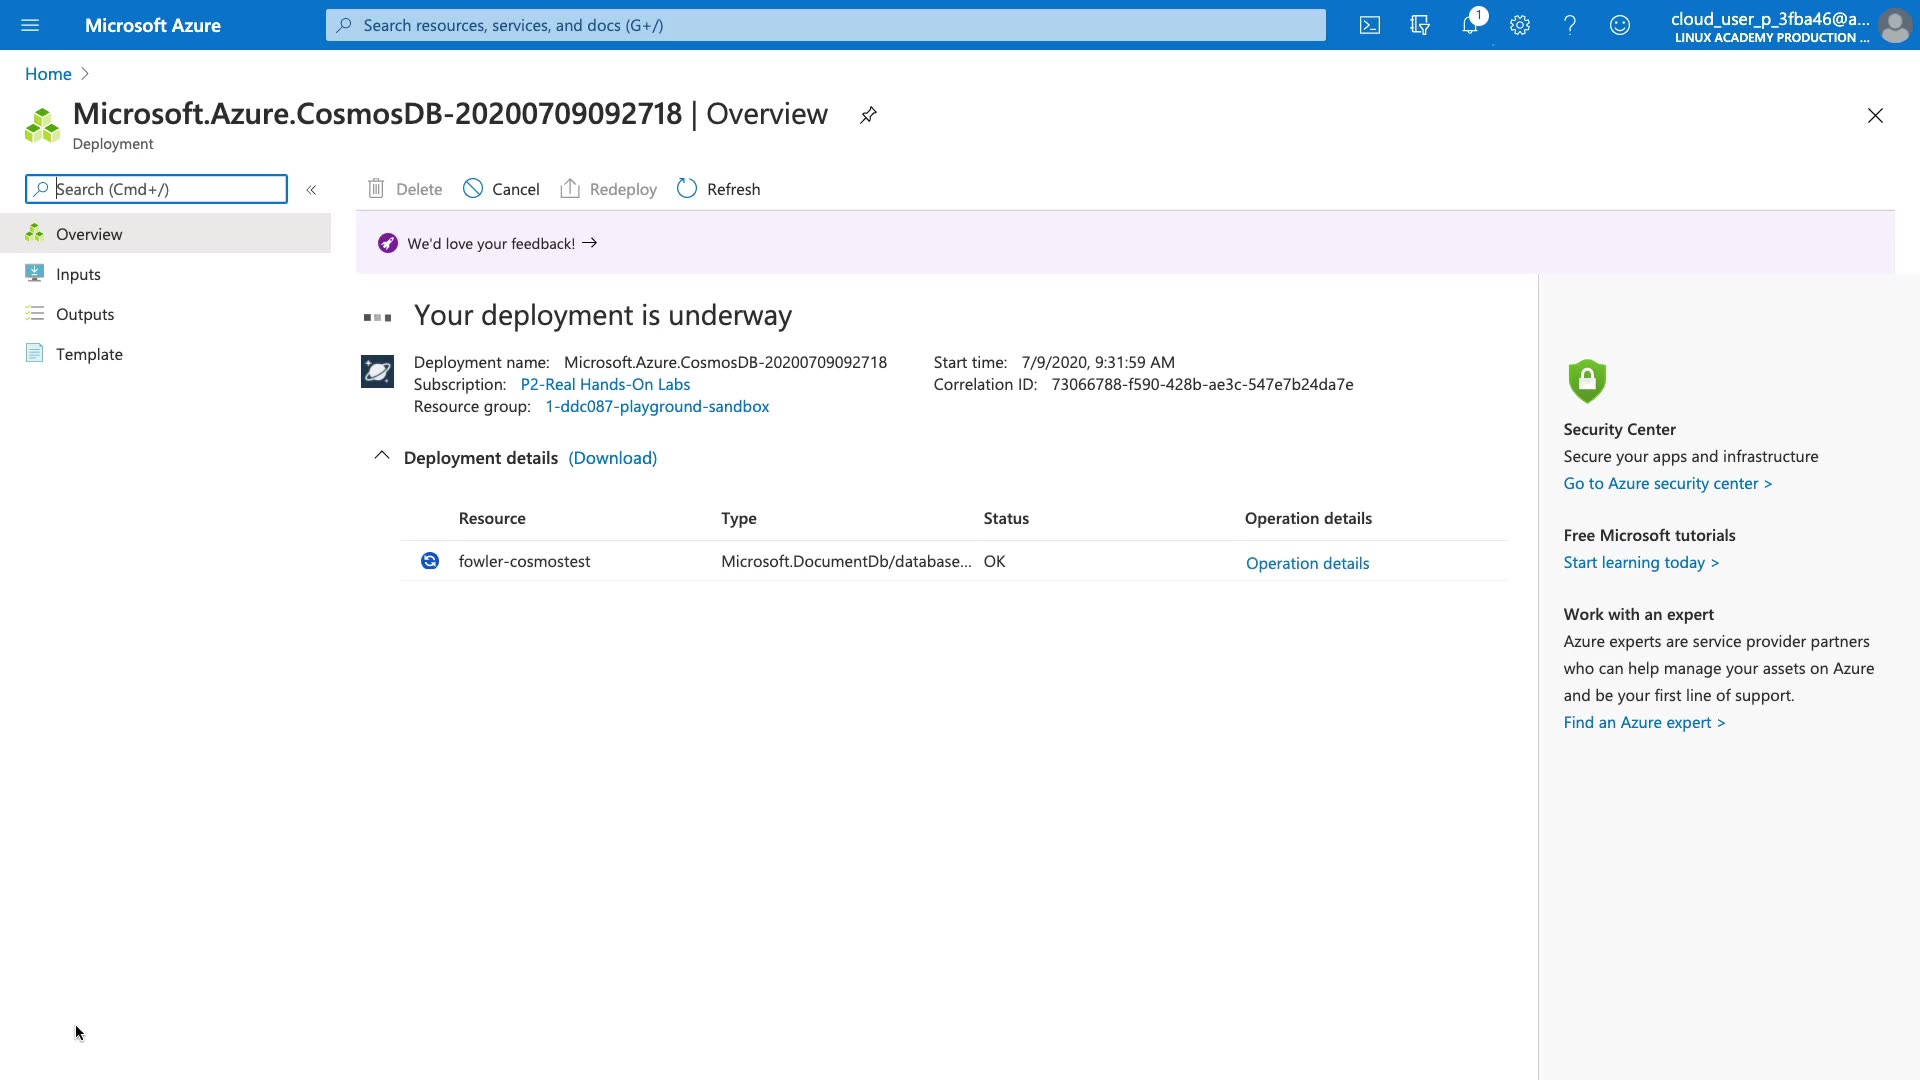 Microsoft Azure
Search resources, services, and docs (G+/)
1
cloud_user_p_3fba46@a...
LINUX ACADEMY PRODUCTION ...
Home
Microsoft.Azure.CosmosDB-20200709092718 | Overview
Deployment
Search (Cmd+/)
«
Delete
Cancel
Redeploy
Refresh
Overview
Inputs
Outputs
Template
We'd love your feedback! →
Your deployment is underway
Deployment name: Microsoft.Azure.CosmosDB-20200709092718
Subscription: P2-Real Hands-On Labs
Resource group: 1-ddc087-playground-sandbox
Start time: 7/9/2020, 9:31:59 AM
Correlation ID: 73066788-f590-428b-ae3c-547e7b24da7e
Deployment details (Download)
Resource Type Status Operation details
fowler-cosmostest Microsoft.DocumentDb/database... OK Operation details
Security Center
Secure your apps and infrastructure
Go to Azure security center >
Free Microsoft tutorials
Start learning today >
Work with an expert
Azure experts are service provider partners
who can help manage your assets on Azure
and be your first line of support.
Find an Azure expert >